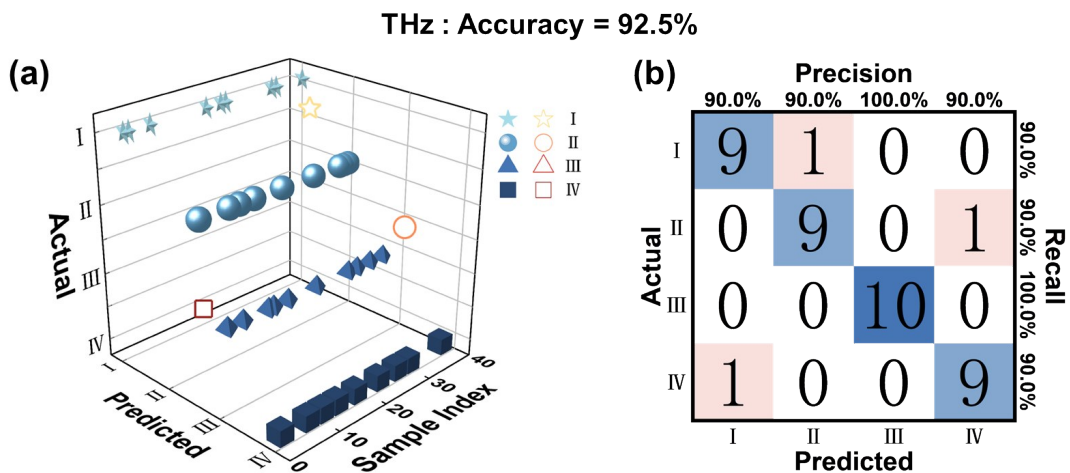 THz : Accuracy = 92.5%
(a)
I
II
III
IV
Actual
I
II
III
IV
Predicted
0
10
20
30
40
Sample Index
I
II
III
IV
(b)
Precision
90.0% 90.0% 100.0% 90.0%
I 9 1 0 0 90.0%
II 0 9 0 1 90.0%
III 0 0 10 0 100.0%
IV 1 0 0 9 90.0%
Actual
Recall
I II III IV
Predicted